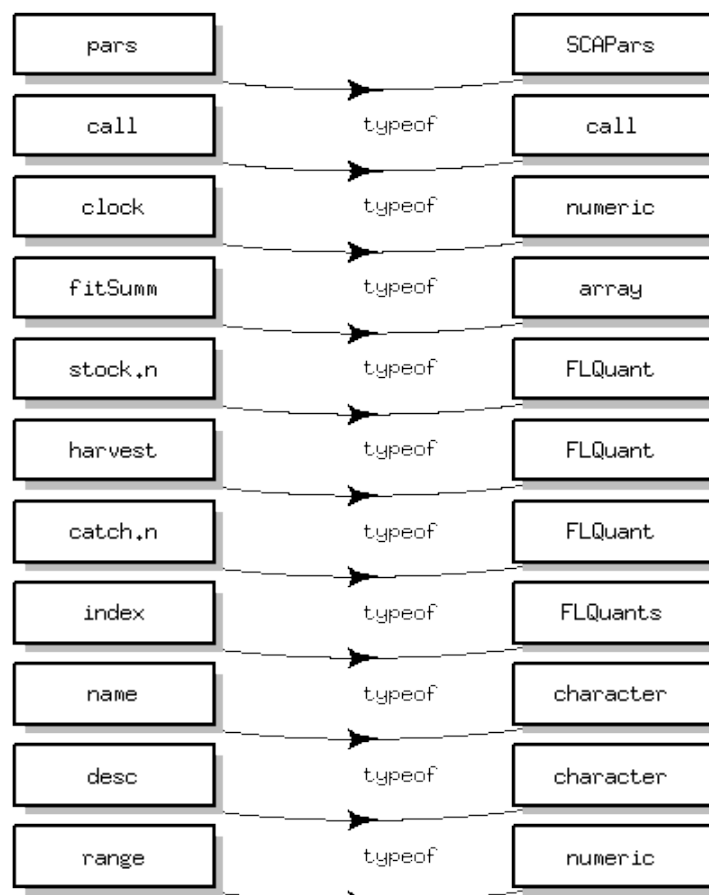 pars SCAPars
call typeof call
clock typeof numeric
fitSumm typeof array
stock.n typeof FLQuant
harvest typeof FLQuant
catch.n typeof FLQuant
index typeof FLQuants
name typeof character
desc typeof character
range typeof numeric